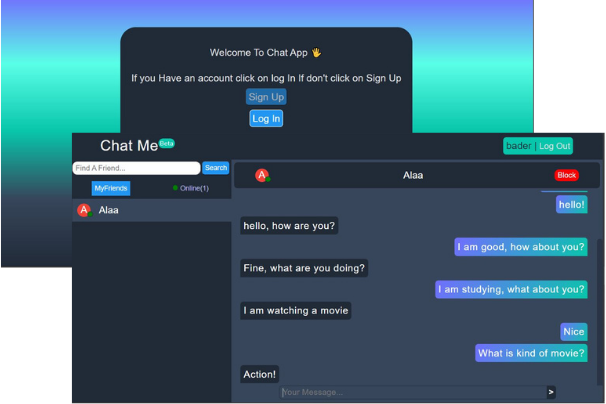 Welcome To Chat App 🖐
If you Have an account click on log In If don't click on Sign Up
Sign Up
Log In
Chat Me Beta
bader | Log Out
Find A Friend...
Search
MyFriends
Online(1)
A Alaa
A Alaa Block
hello!
hello, how are you?
I am good, how about you?
Fine, what are you doing?
I am studying, what about you?
I am watching a movie
Nice
What is kind of movie?
Action!
Your Message... >